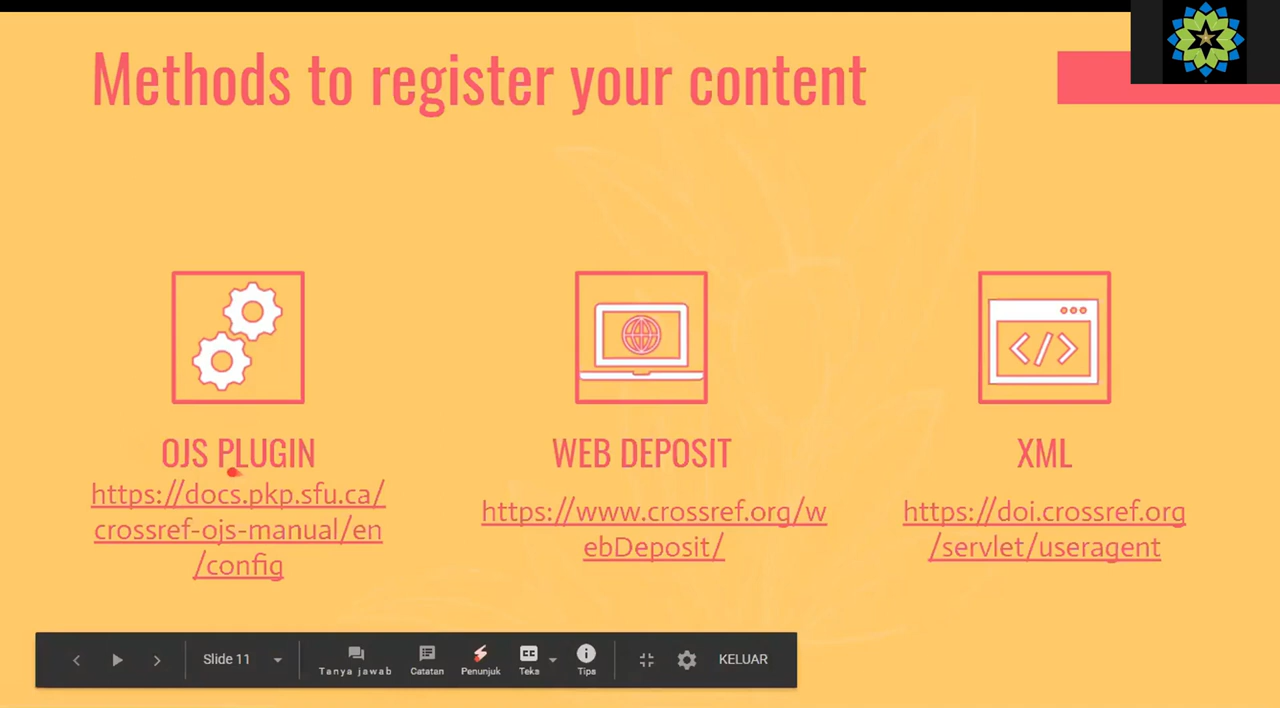 Methods to register your content
OJS PLUGIN
https://docs.pkp.sfu.ca/
crossref-ojs-manual/en
/config
WEB DEPOSIT
https://www.crossref.org/w
ebDeposit/
XML
https://doi.crossref.org
/servlet/useragent
Slide 11
Tanya jawab
Catatan
Penunjuk
CC
Teks
Tips
KELUAR